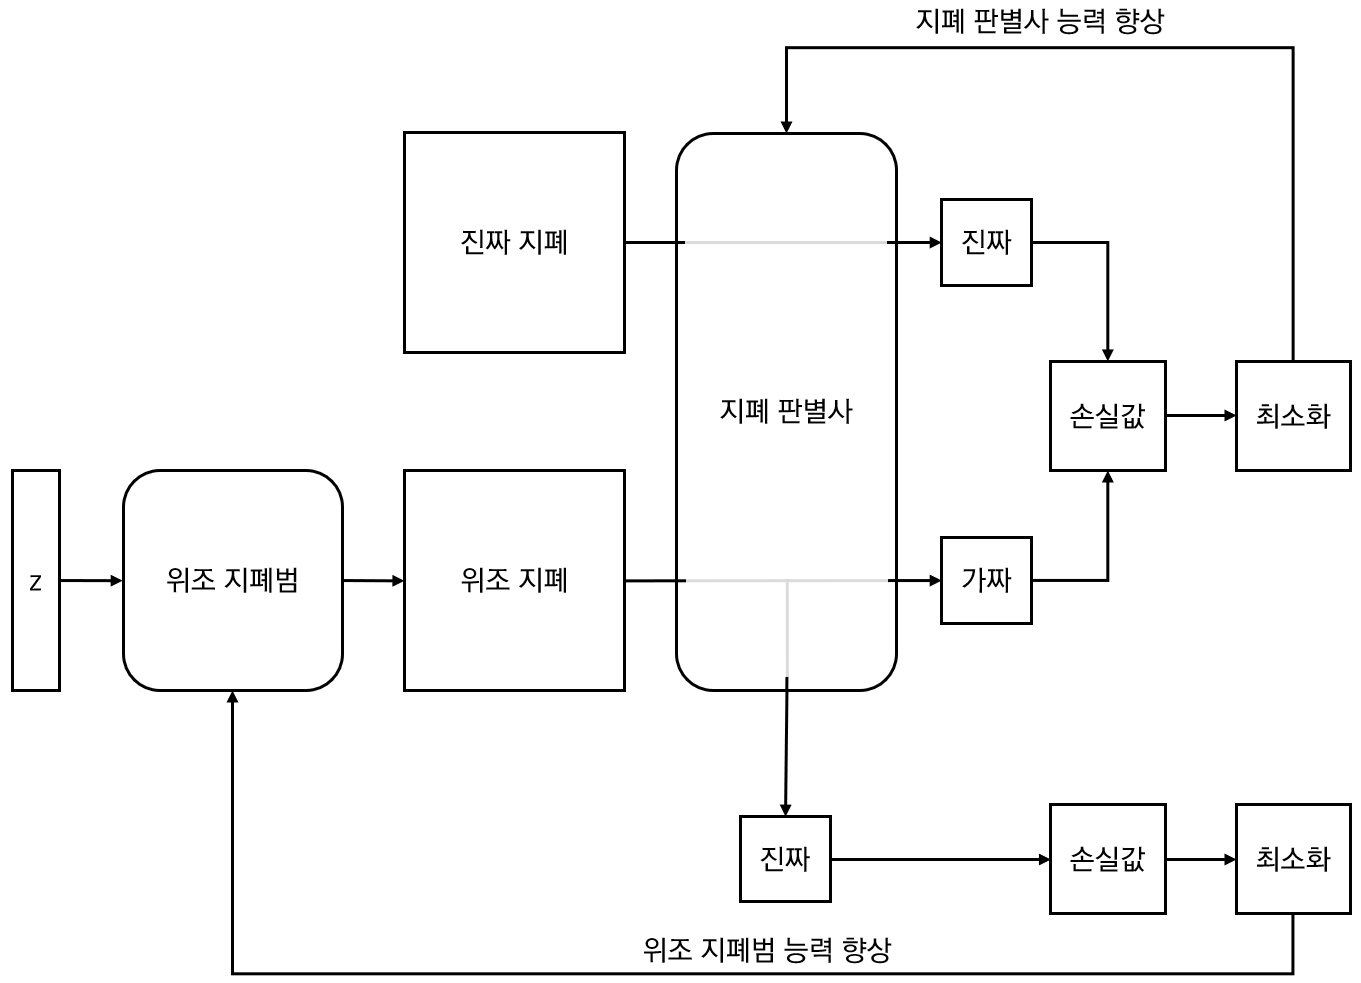 지폐 판별사 능력 향상
진짜 지폐
진짜
지폐 판별사
손실값
최소화
z
위조 지폐범
위조 지폐
가짜
진짜
손실값
최소화
위조 지폐범 능력 향상